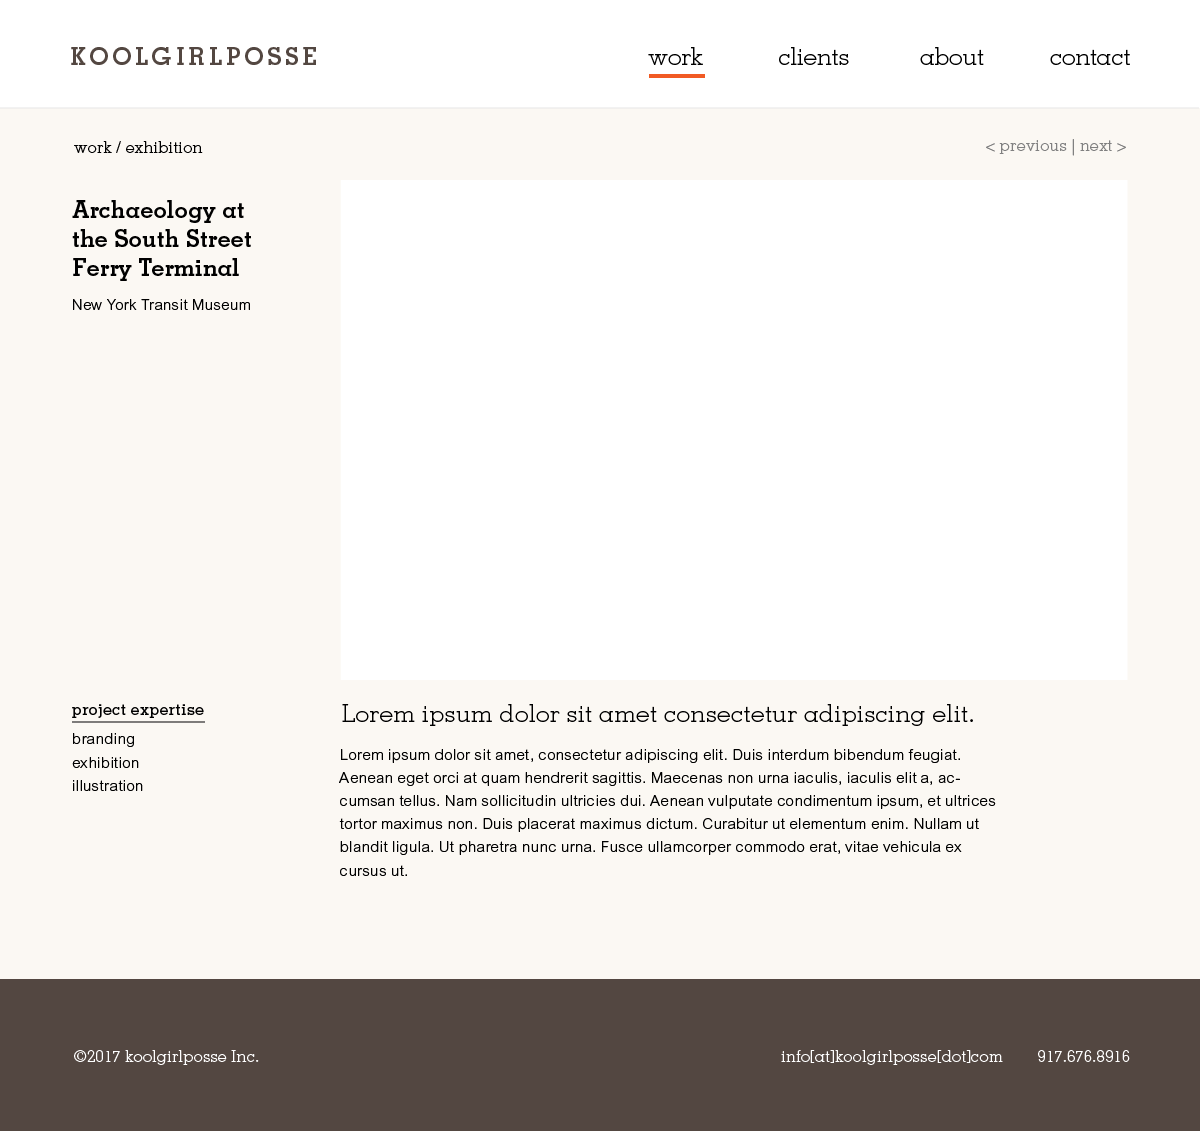 KOOLGIRLPOSSE
work clients about contact
work / exhibition
< previous | next >
Archaeology at
the South Street
Ferry Terminal
New York Transit Museum
project expertise
branding
exhibition
illustration
Lorem ipsum dolor sit amet consectetur adipiscing elit.
Lorem ipsum dolor sit amet, consectetur adipiscing elit. Duis interdum bibendum feugiat.
Aenean eget orci at quam hendrerit sagittis. Maecenas non urna iaculis, iaculis elit a, ac-
cumsan tellus. Nam sollicitudin ultricies dui. Aenean vulputate condimentum ipsum, et ultrices
tortor maximus non. Duis placerat maximus dictum. Curabitur ut elementum enim. Nullam ut
blandit ligula. Ut pharetra nunc urna. Fusce ullamcorper commodo erat, vitae vehicula ex
cursus ut.
©2017 koolgirlposse Inc.
info[at]koolgirlposse[dot]com 917.676.8916